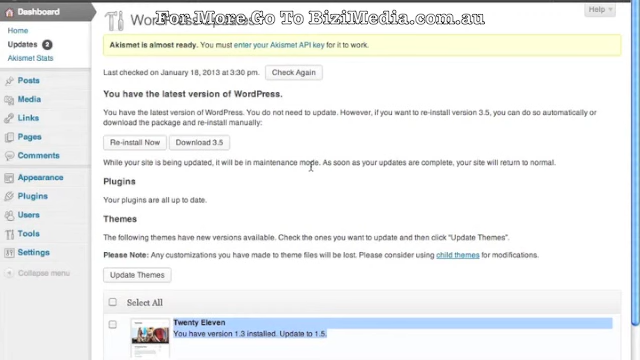 Dashboard
For More Go To BiziMedia.com.au
Help
Home
Updates 2
Akismet Stats
Posts
Media
Links
Pages
Comments
Appearance
Plugins
Users
Tools
Settings
Collapse menu
Akismet is almost ready. You must enter your Akismet API key for it to work.
Last checked on January 18, 2013 at 3:30 pm. Check Again
You have the latest version of WordPress.
You have the latest version of WordPress. You do not need to update. However, if you want to re-install version 3.5, you can do so automatically or
download the package and re-install manually:
Re-install Now Download 3.5
While your site is being updated, it will be in maintenance mode. As soon as your updates are complete, your site will return to normal.
Plugins
Your plugins are all up to date.
Themes
The following themes have new versions available. Check the ones you want to update and then click "Update Themes".
Please Note: Any customizations you have made to theme files will be lost. Please consider using child themes for modifications.
Update Themes
Select All
Twenty Eleven
You have version 1.3 installed. Update to 1.5.